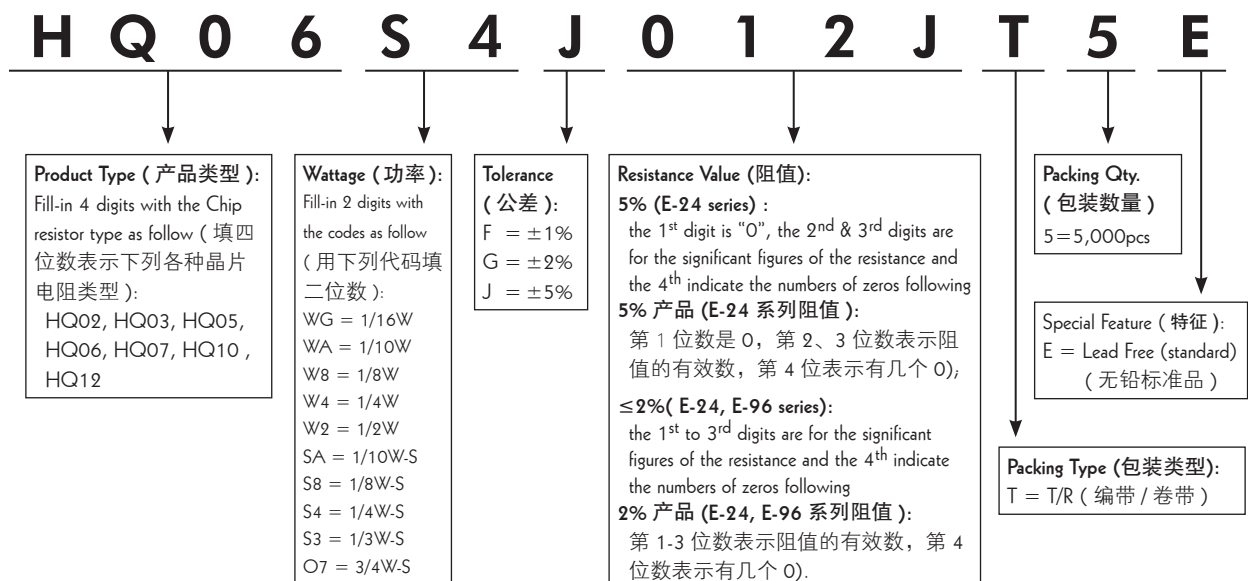 H Q 0 6 S 4 J 0 1 2 J T 5 E
Product Type ( 产品类型 ):
Fill-in 4 digits with the Chip
resistor type as follow ( 填四
位数表示下列各种晶片
电阻类型 ):
HQ02, HQ03, HQ05,
HQ06, HQ07, HQ10 ,
HQ12
Wattage ( 功率 ):
Fill-in 2 digits with
the codes as follow
( 用下列代码填
二位数 ):
WG = 1/16W
WA = 1/10W
W8 = 1/8W
W4 = 1/4W
W2 = 1/2W
SA = 1/10W-S
S8 = 1/8W-S
S4 = 1/4W-S
S3 = 1/3W-S
O7 = 3/4W-S
Tolerance
( 公差 ):
F = ±1%
G = ±2%
J = ±5%
Resistance Value (阻值):
5% (E-24 series) :
the 1st digit is “0”, the 2nd & 3rd digits are
for the significant figures of the resistance and
the 4th indicate the numbers of zeros following
5% 产品 (E-24 系列阻值 ):
第 1 位数是 0，第 2、3 位数表示阻
值的有效数，第 4 位表示有几个 0);
≤2%( E-24, E-96 series):
the 1st to 3rd digits are for the significant
figures of the resistance and the 4th indicate
the numbers of zeros following
2% 产品 (E-24, E-96 系列阻值 ):
第 1-3 位数表示阻值的有效数，第 4
位数表示有几个 0).
Packing Qty.
( 包装数量 )
5=5,000pcs
Special Feature ( 特征 ):
E = Lead Free (standard)
( 无铅标准品 )
Packing Type (包装类型):
T = T/R ( 编带 / 卷带 )